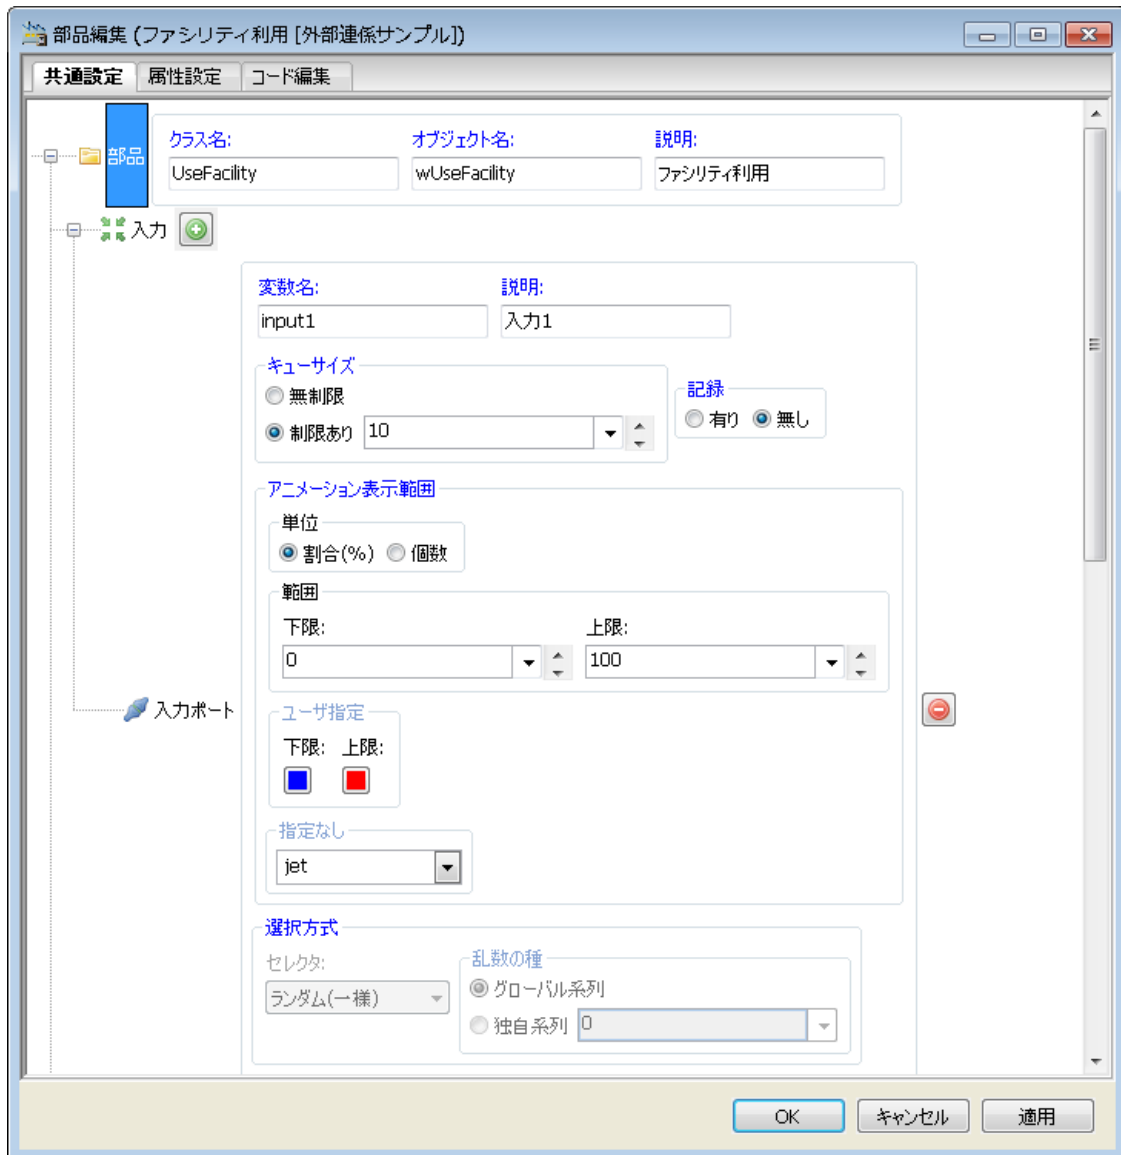 部品編集 (ファシリティ利用 [外部連係サンプル])
共通設定 属性設定 コード編集
部品
クラス名: オブジェクト名: 説明:
UseFacility wUseFacility ファシリティ利用
入力
変数名: 説明:
input1 入力1
キューサイズ
無制限
制限あり 10
記録
有り 無し
アニメーション表示範囲
単位
割合(%) 個数
範囲
下限: 上限:
0 100
入力ポート
ユーザ指定
下限: 上限:
指定なし
jet
選択方式
セレクタ:
ランダム(一様)
乱数の種
グローバル系列
独自系列 0
OK キャンセル 適用